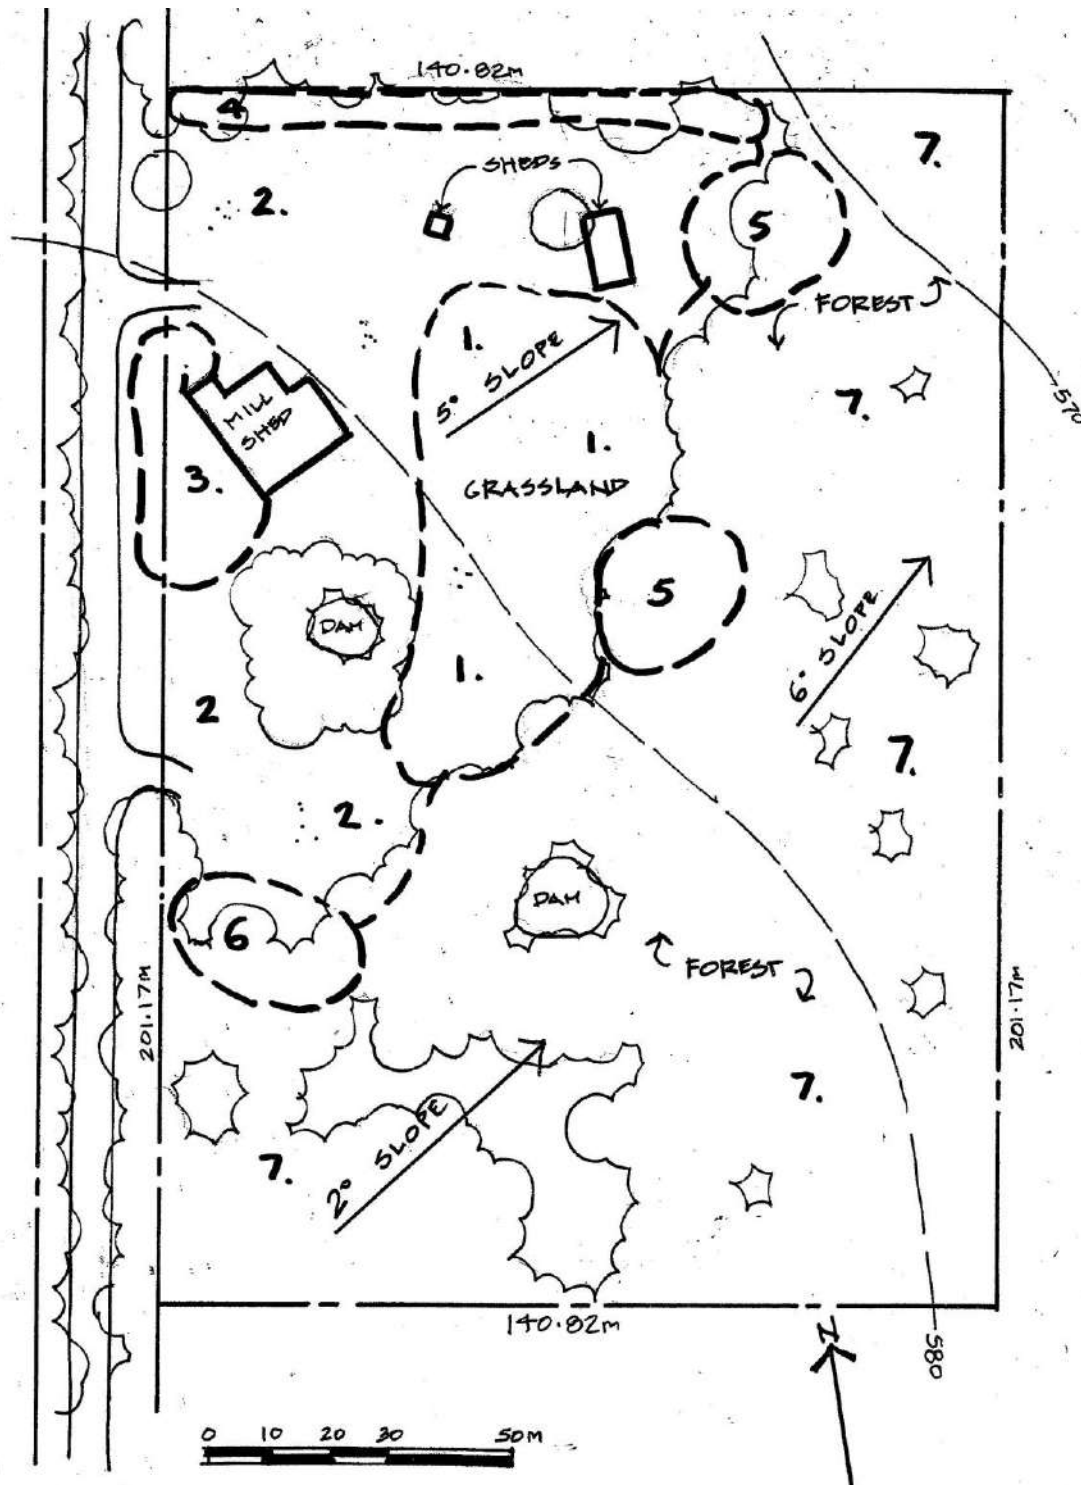 140.82m
4
7.
SHEDS
2.
5
FOREST
1.
5° SLOPE
7.
570
MILL
SHED
1.
3.
GRASSLAND
5
DAM
6° SLOPE
1.
2
7.
2.
DAM
6
FOREST
201.17m
201.17m
7.
2° SLOPE
7.
140.82m
N
580
0 10 20 30 50m